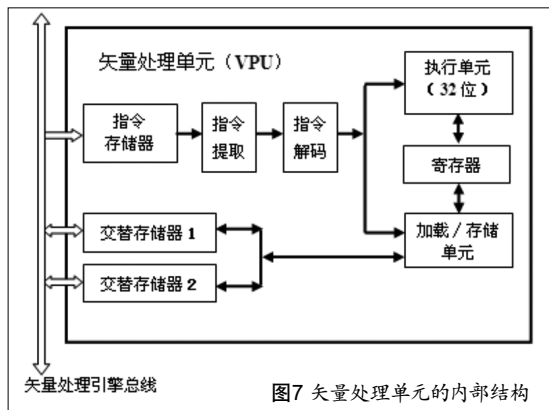 矢量处理单元（VPU）
执行单元
（32位）
指令
存储器
指令
提取
指令
解码
寄存器
交替存储器 1
加载／存储
单元
交替存储器 2
矢量处理引擎总线
图7 矢量处理单元的内部结构